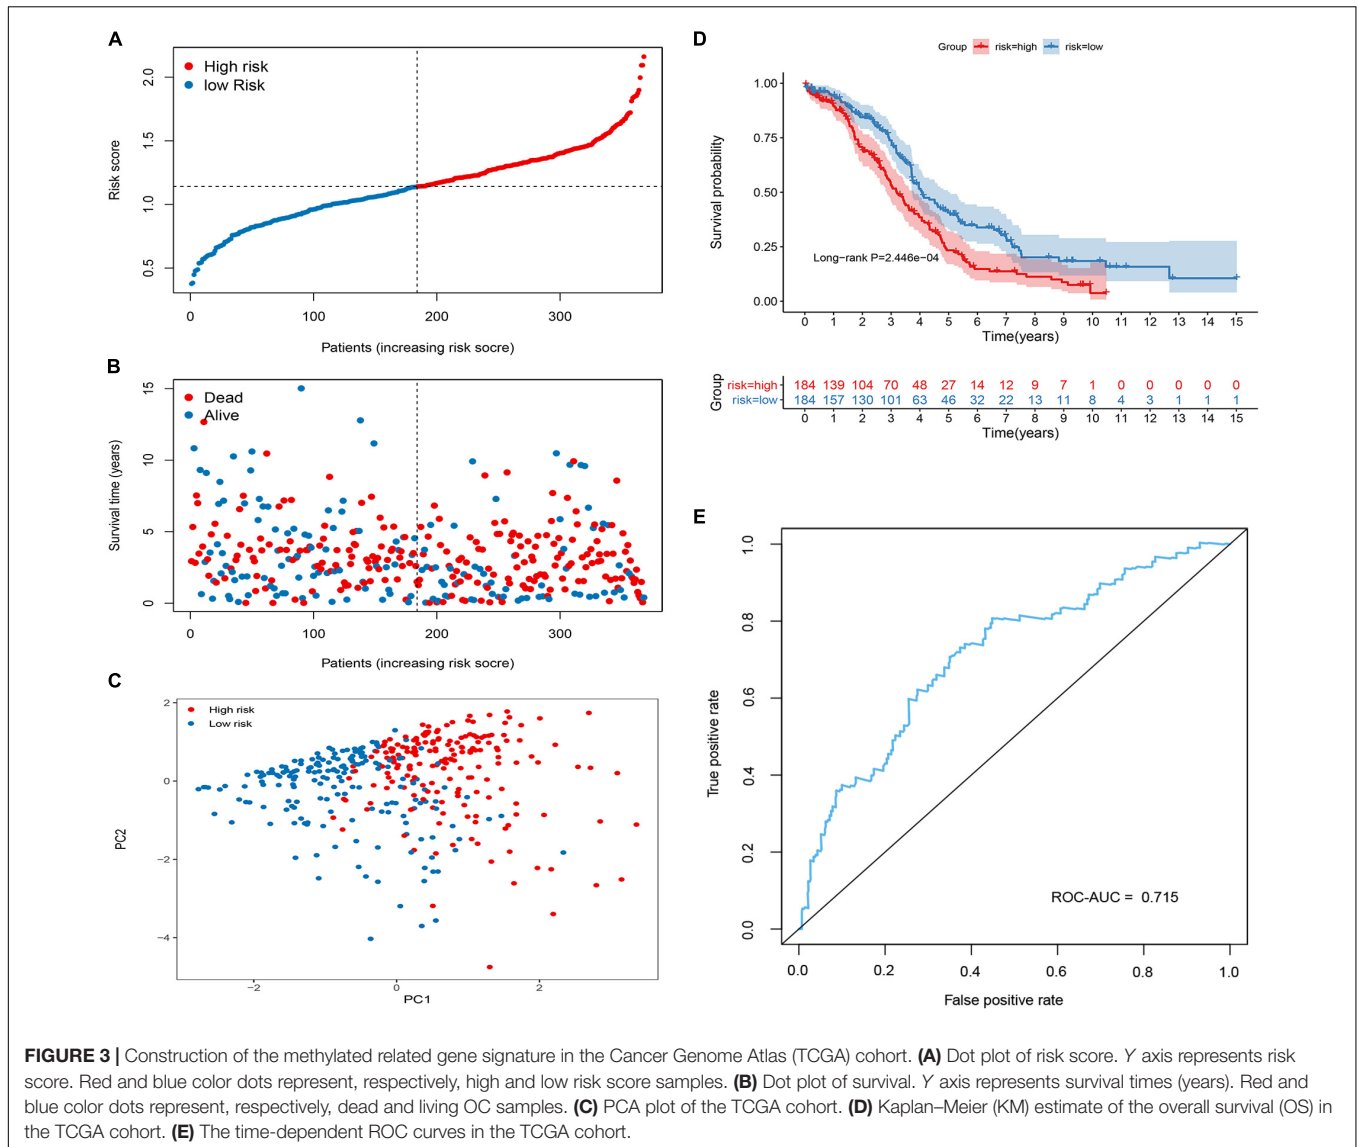 A
High risk
low Risk
Risk score
2.0
1.5
1.0
0.5
0 100 200 300
Patients (increasing risk socre)
B
Dead
Alive
Survival time (years)
15
10
5
0
0 100 200 300
Patients (increasing risk socre)
C
High risk
Low risk
PC2
2
0
−2
−4
−2 0 2
PC1
D
Group risk=high risk=low
Survival probability
1.00
0.75
0.50
0.25
0.00
Long−rank P=2.446e−04
0 1 2 3 4 5 6 7 8 9 10 11 12 13 14 15
Time(years)
Group
risk=high 184 139 104 70 48 27 14 12 9 7 1 0 0 0 0 0
risk=low 184 157 130 101 63 46 32 22 13 11 8 4 3 1 1 1
0 1 2 3 4 5 6 7 8 9 10 11 12 13 14 15
Time(years)
E
True positive rate
1.0
0.8
0.6
0.4
0.2
0.0
ROC-AUC = 0.715
0.0 0.2 0.4 0.6 0.8 1.0
False positive rate
FIGURE 3 | Construction of the methylated related gene signature in the Cancer Genome Atlas (TCGA) cohort. (A) Dot plot of risk score. Y axis represents risk
score. Red and blue color dots represent, respectively, high and low risk score samples. (B) Dot plot of survival. Y axis represents survival times (years). Red and
blue color dots represent, respectively, dead and living OC samples. (C) PCA plot of the TCGA cohort. (D) Kaplan–Meier (KM) estimate of the overall survival (OS) in
the TCGA cohort. (E) The time-dependent ROC curves in the TCGA cohort.